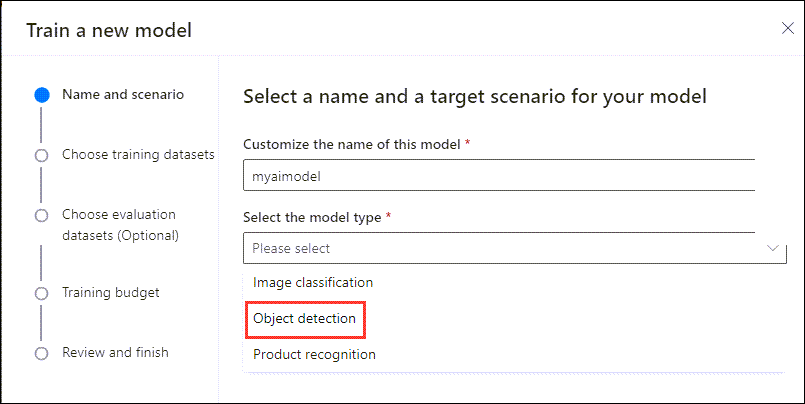 Train a new model
Name and scenario
Choose training datasets
Choose evaluation
datasets (Optional)
Training budget
Review and finish
Select a name and a target scenario for your model
Customize the name of this model *
myaimodel
Select the model type *
Please select
Image classification
Object detection
Product recognition